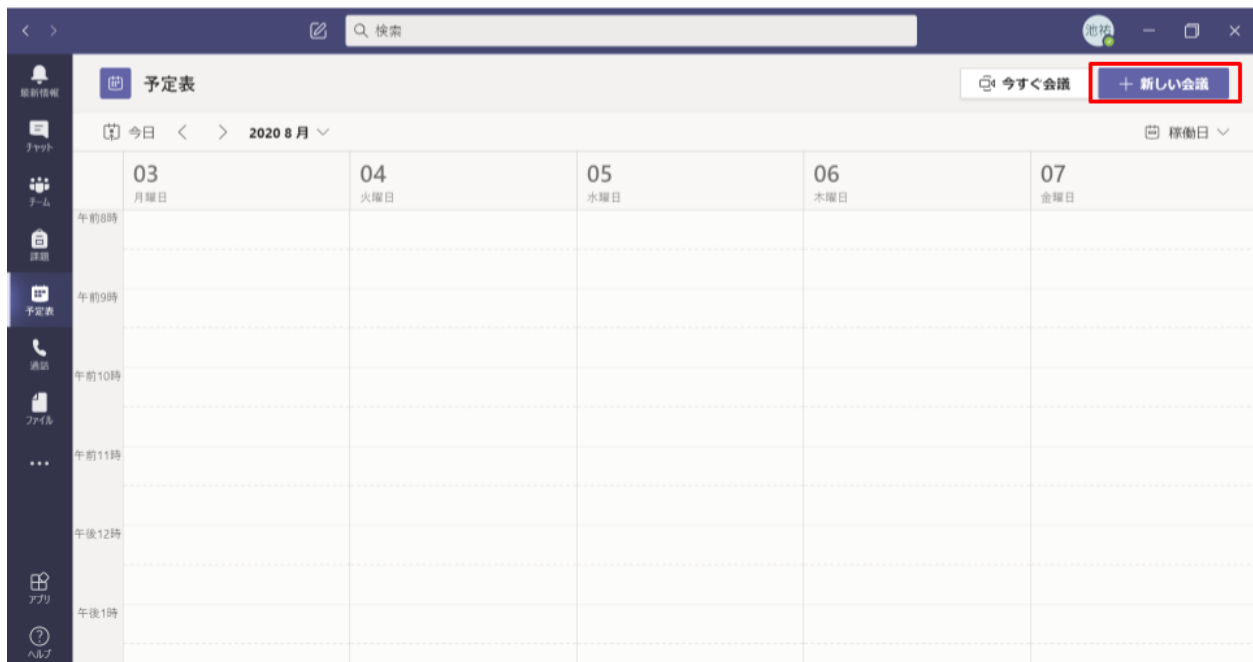 検索
池祐
最新情報
チャット
チーム
課題
予定表
通話
ファイル
アプリ
ヘルプ
予定表
今すぐ会議
+ 新しい会議
今日
2020 8 月
稼働日
03
月曜日
04
火曜日
05
水曜日
06
木曜日
07
金曜日
午前8時
午前9時
午前10時
午前11時
午後12時
午後1時